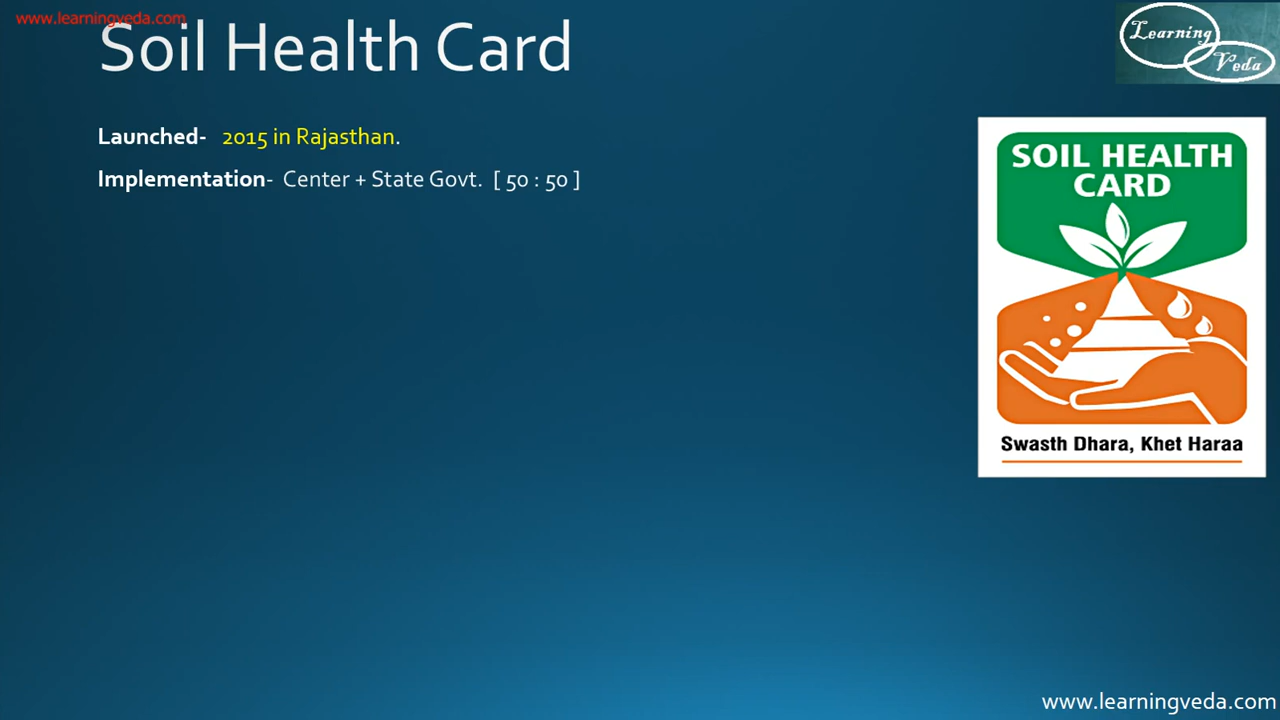 www.learningveda.com
Soil Health Card
Learning
Veda
Launched- 2015 in Rajasthan.
Implementation- Center + State Govt. [ 50 : 50 ]
SOIL HEALTH
CARD
Swasth Dhara, Khet Haraa
www.learningveda.com